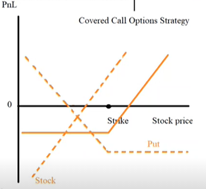 PnL
Covered Call Options Strategy
0
Strike
Stock price
Put
Stock